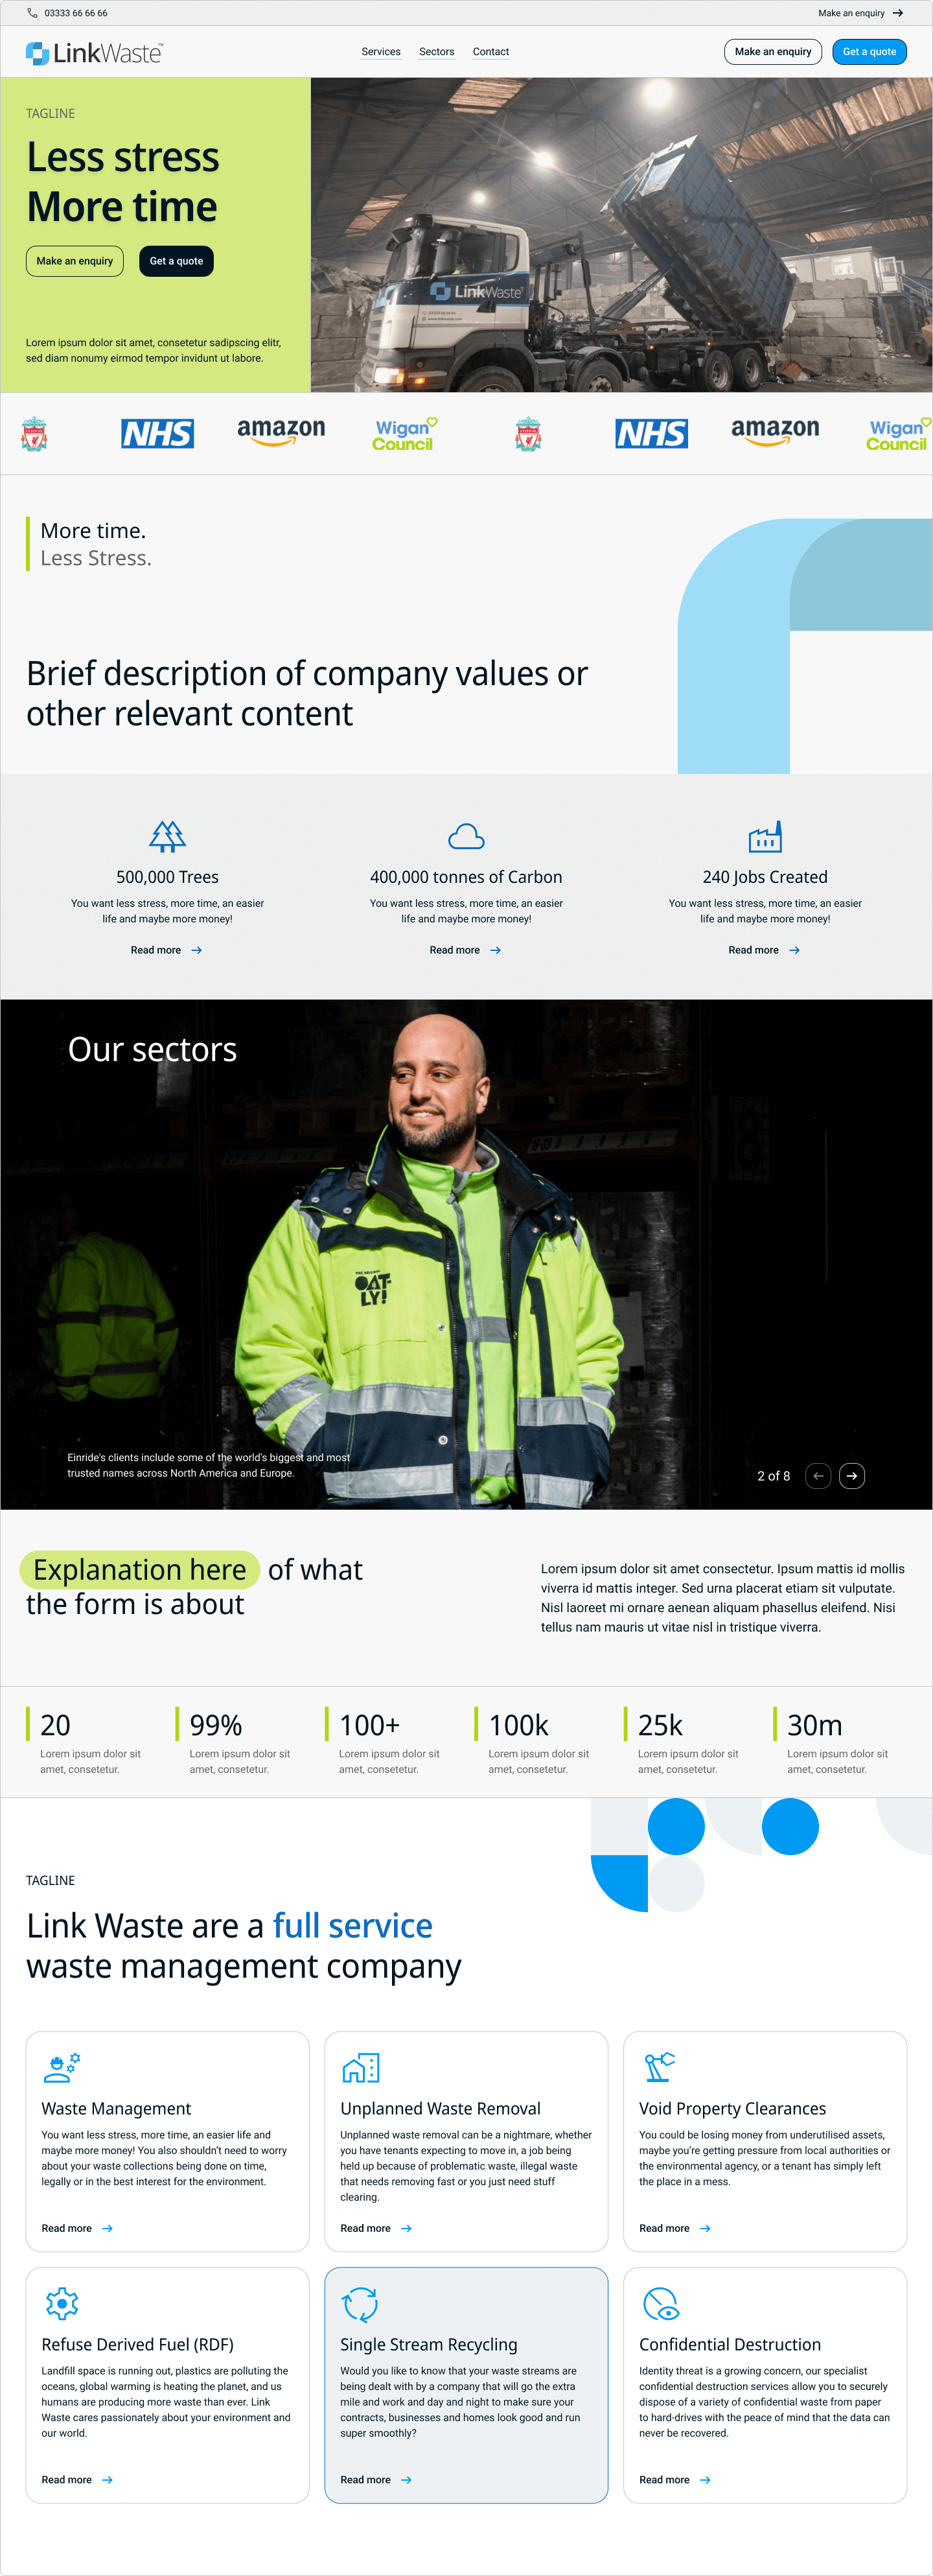 03333 66 66 66
Make an enquiry
LinkWaste™
Services
Sectors
Contact
Make an enquiry
Get a quote
TAGLINE
Less stress
More time
Make an enquiry
Get a quote
Lorem ipsum dolor sit amet, consetetur sadipscing elitr,
sed diam nonumy eirmod tempor invidunt ut labore.
LinkWaste
03333 66 66 66
www.linkwaste.com
NHS
amazon
Wigan
Council
NHS
amazon
Wigan
Council
More time.
Less Stress.
Brief description of company values or
other relevant content
500,000 Trees
You want less stress, more time, an easier
life and maybe more money!
Read more
400,000 tonnes of Carbon
You want less stress, more time, an easier
life and maybe more money!
Read more
240 Jobs Created
You want less stress, more time, an easier
life and maybe more money!
Read more
Our sectors
THE ORIGINAL
OAT-
LY!
Einride's clients include some of the world's biggest and most
trusted names across North America and Europe.
2 of 8
Explanation here of what
the form is about
Lorem ipsum dolor sit amet consectetur. Ipsum mattis id mollis
viverra id mattis integer. Sed urna placerat etiam sit vulputate.
Nisl laoreet mi ornare aenean aliquam phasellus eleifend. Nisi
tellus nam mauris ut vitae nisl in tristique viverra.
20
Lorem ipsum dolor sit
amet, consetetur.
99%
Lorem ipsum dolor sit
amet, consetetur.
100+
Lorem ipsum dolor sit
amet, consetetur.
100k
Lorem ipsum dolor sit
amet, consetetur.
25k
Lorem ipsum dolor sit
amet, consetetur.
30m
Lorem ipsum dolor sit
amet, consetetur.
TAGLINE
Link Waste are a full service
waste management company
Waste Management
You want less stress, more time, an easier life and
maybe more money! You also shouldn't need to worry
about your waste collections being done on time,
legally or in the best interest for the environment.
Read more
Unplanned Waste Removal
Unplanned waste removal can be a nightmare, whether
you have tenants expecting to move in, a job being
held up because of problematic waste, illegal waste
that needs removing fast or you just need stuff
clearing.
Read more
Void Property Clearances
You could be losing money from underutilised assets,
maybe you're getting pressure from local authorities or
the environmental agency, or a tenant has simply left
the place in a mess.
Read more
Refuse Derived Fuel (RDF)
Landfill space is running out, plastics are polluting the
oceans, global warming is heating the planet, and us
humans are producing more waste than ever. Link
Waste cares passionately about your environment and
our world.
Read more
Single Stream Recycling
Would you like to know that your waste streams are
being dealt with by a company that will go the extra
mile and work and day and night to make sure your
contracts, businesses and homes look good and run
super smoothly?
Read more
Confidential Destruction
Identity threat is a growing concern, our specialist
confidential destruction services allow you to securely
dispose of a variety of confidential waste from paper
to hard-drives with the peace of mind that the data can
never be recovered.
Read more